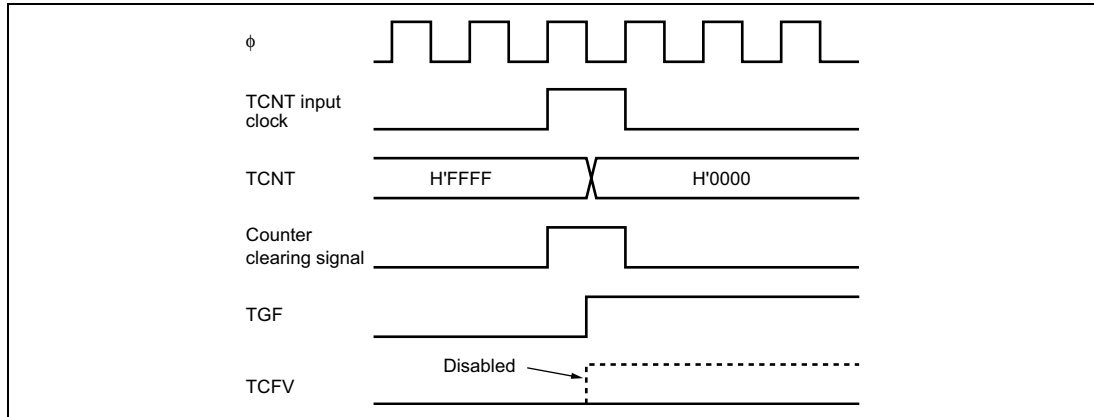 ϕ
TCNT input
clock
TCNT
H'FFFF
H'0000
Counter
clearing signal
TGF
Disabled
TCFV